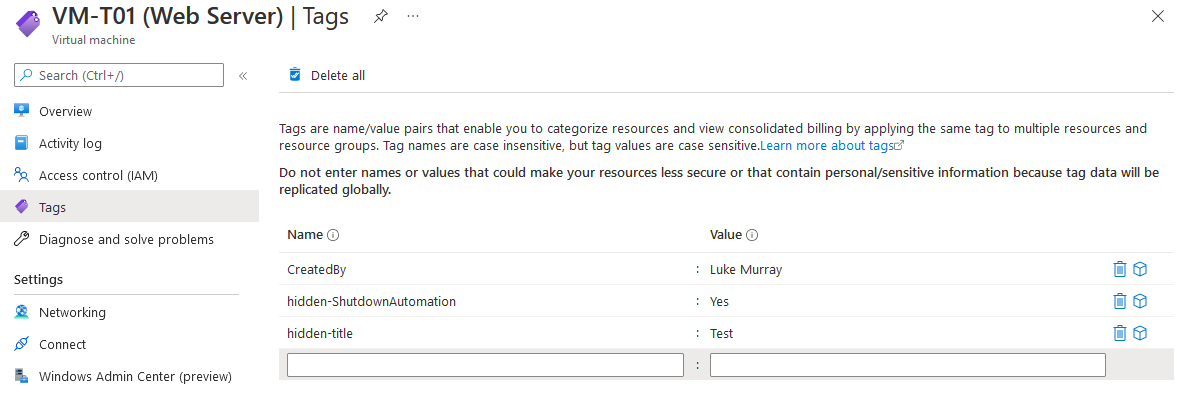 VM-T01 (Web Server) | Tags
Virtual machine
Search (Ctrl+/)
Overview
Activity log
Access control (IAM)
Tags
Diagnose and solve problems
Settings
Networking
Connect
Windows Admin Center (preview)
Delete all
Tags are name/value pairs that enable you to categorize resources and view consolidated billing by applying the same tag to multiple resources and
resource groups. Tag names are case insensitive, but tag values are case sensitive.Learn more about tags
Do not enter names or values that could make your resources less secure or that contain personal/sensitive information because tag data will be
replicated globally.
Name Value
CreatedBy : Luke Murray
hidden-ShutdownAutomation : Yes
hidden-title : Test
: